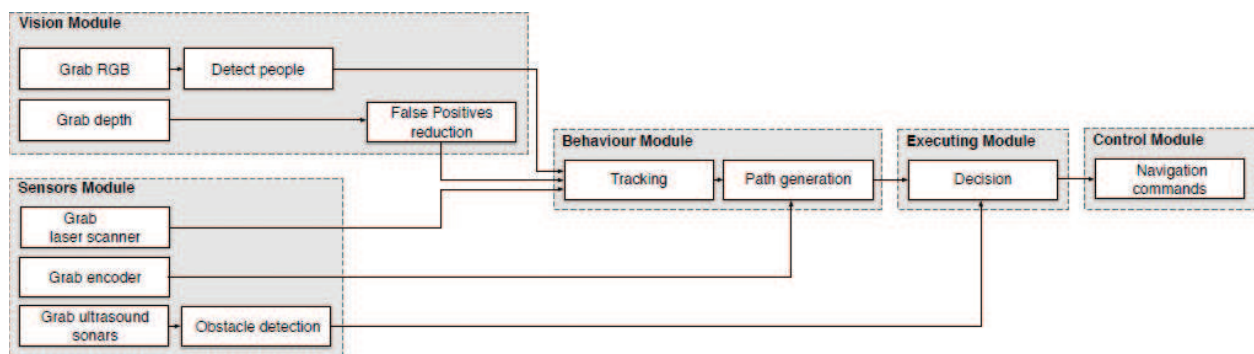 Vision Module
Grab RGB
Detect people
Grab depth
False Positives
reduction
Sensors Module
Grab
laser scanner
Grab encoder
Grab ultrasound
sonars
Obstacle detection
Behaviour Module
Tracking
Path generation
Executing Module
Decision
Control Module
Navigation
commands